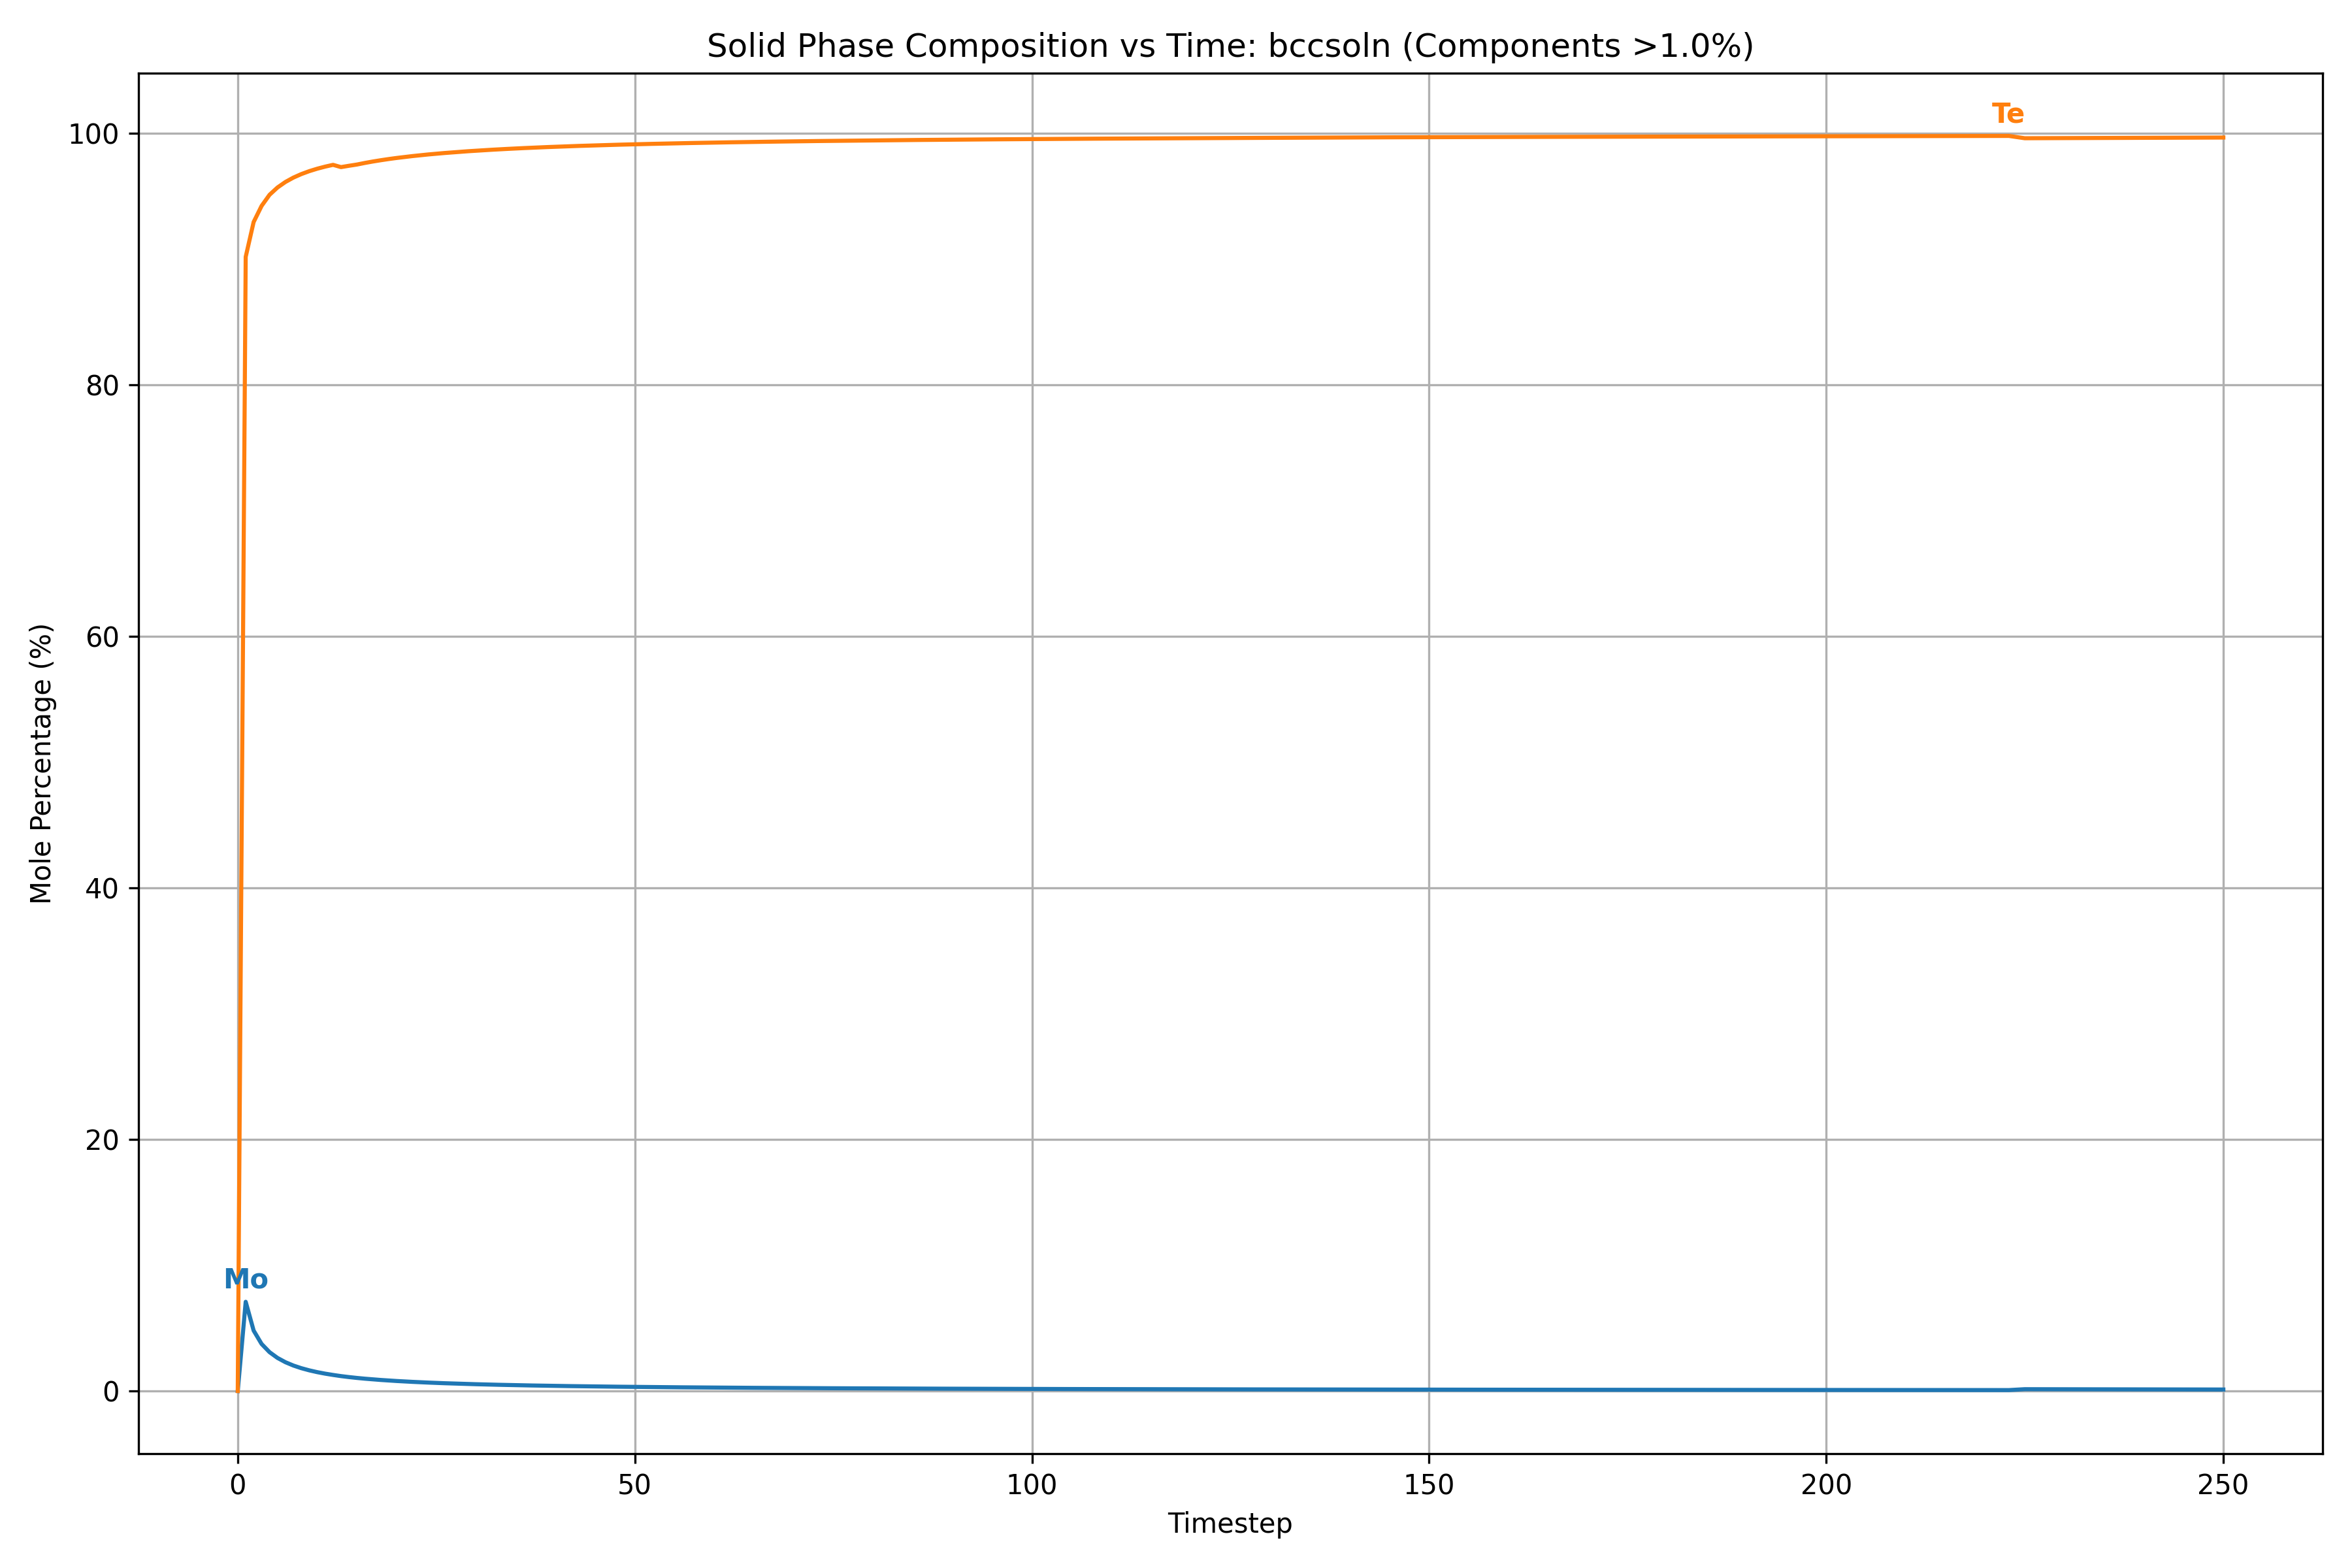 Solid Phase Composition vs Time: bccsoln (Components >1.0%)
Mole Percentage (%)
100
80
60
40
20
0
Te
Mo
0 50 100 150 200 250
Timestep